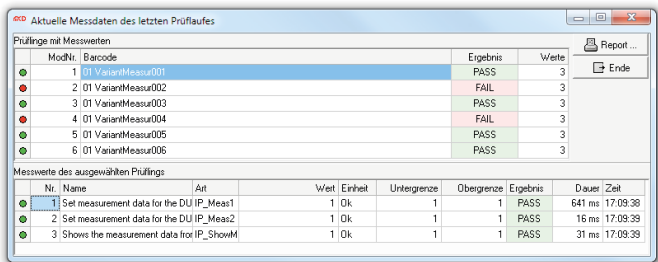 Aktuelle Messdaten des letzten Prüflaufes
Prüflinge mit Messwerten
Report ...
Ende
ModNr. Barcode Ergebnis Werte
1 01 VariantMeasur001 PASS 3
2 01 VariantMeasur002 FAIL 3
3 01 VariantMeasur003 PASS 3
4 01 VariantMeasur004 FAIL 3
5 01 VariantMeasur005 PASS 3
6 01 VariantMeasur006 PASS 3
Messwerte des ausgewählten Prüflings
Nr. Name Art Wert Einheit Untergrenze Obergrenze Ergebnis Dauer Zeit
1 Set measurement data for the DU IP_Meas1 1 Ok 1 1 PASS 641 ms 17:09:38
2 Set measurement data for the DU IP_Meas2 1 Ok 1 1 PASS 16 ms 17:09:39
3 Shows the measurement data fror IP_ShowM 1 Ok 1 1 PASS 31 ms 17:09:39